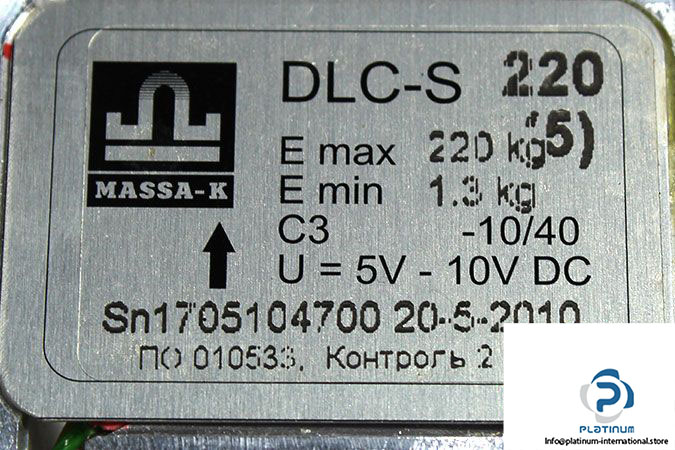 DLC-S 220
(5)
E max 220 kg
E min 1.3 kg
C3 -10/40
U = 5V - 10V DC
MASSA-K
Sn1705104700 20-5-2010
ПО 010533, Контроль 2
PLATINUM
Info@platinum-international.store